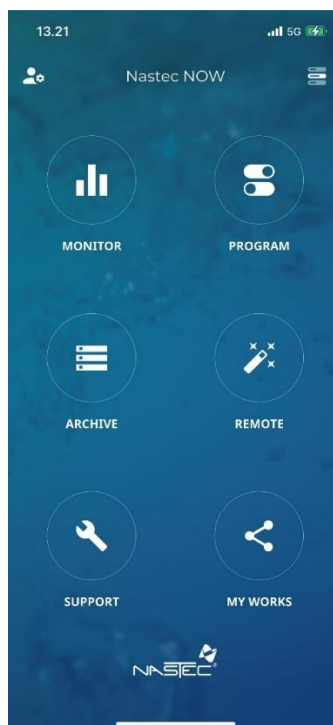 13.21 5G
Nastec NOW
MONITOR PROGRAM
ARCHIVE REMOTE
SUPPORT MY WORKS
NASTEC